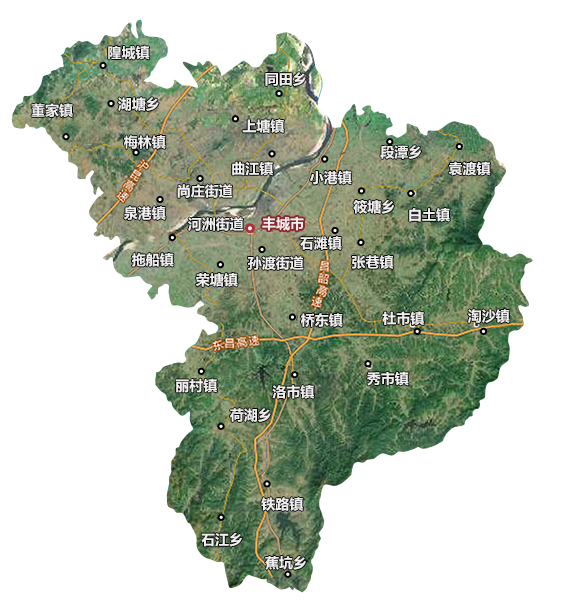 隍城镇
同田乡
湖塘乡
董家镇
上塘镇
梅林镇
段潭乡
曲江镇
袁渡镇
沪昆高速
小港镇
尚庄街道
筱塘乡
泉港镇
白土镇
河洲街道
丰城市
石滩镇
拖船镇
孙渡街道
张巷镇
荣塘镇
昌韶高速
桥东镇
杜市镇
淘沙镇
东昌高速
丽村镇
洛市镇
秀市镇
荷湖乡
铁路镇
石江乡
蕉坑乡